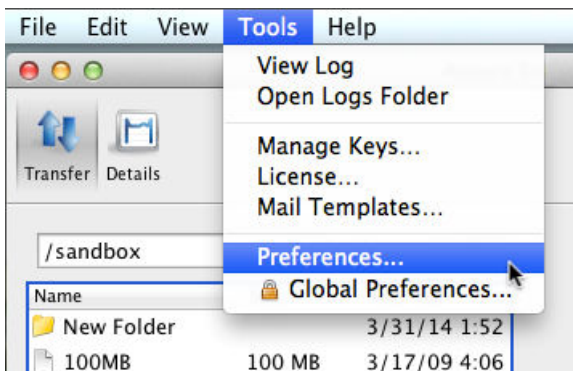 File Edit View Tools Help
View Log
Open Logs Folder
Manage Keys...
License...
Mail Templates...
Preferences...
Global Preferences...
Transfer Details
/sandbox
Name
New Folder 3/31/14 1:52
100MB 100 MB 3/17/09 4:06